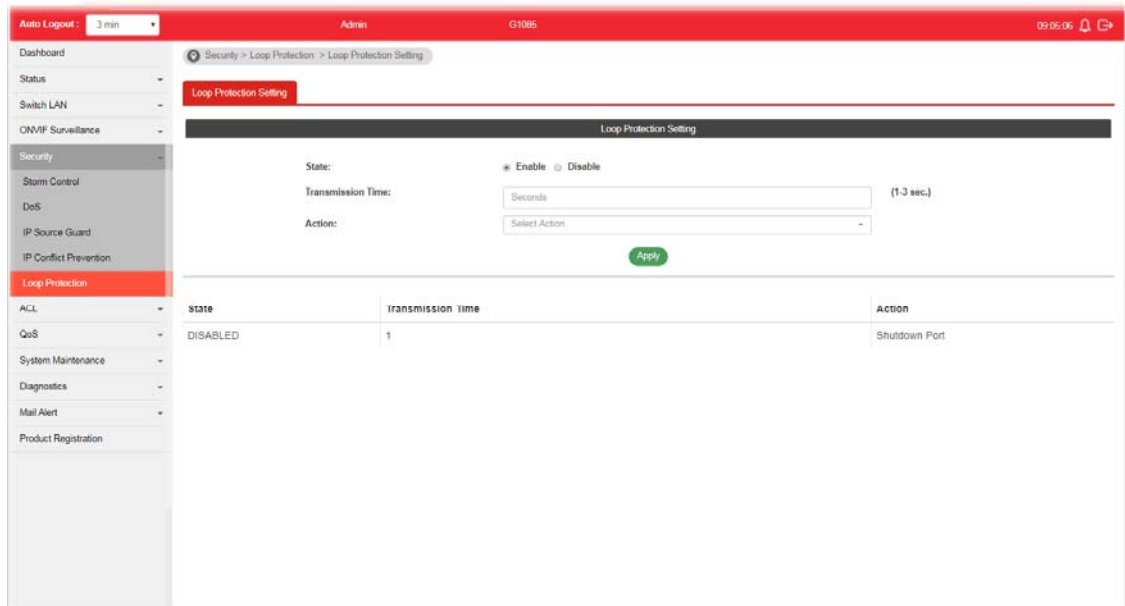 Auto Logout : 3 min Admin G1085 09:05:06
Dashboard
Status
Switch LAN
ONVIF Surveillance
Security
Storm Control
DoS
IP Source Guard
IP Conflict Prevention
Loop Protection
ACL
QoS
System Maintenance
Diagnostics
Mail Alert
Product Registration
Security > Loop Protection > Loop Protection Setting
Loop Protection Setting
Loop Protection Setting
State: Enable Disable
Transmission Time: Seconds (1-3 sec.)
Action: Select Action
Apply
State Transmission Time Action
DISABLED 1 Shutdown Port